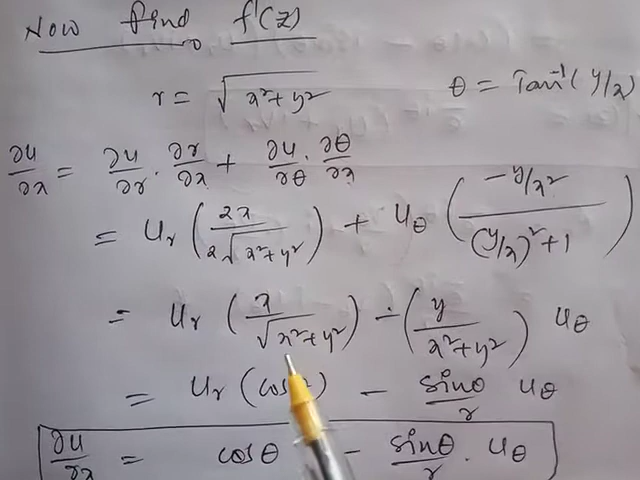 Now find f'(z)
r = √x²+y² θ = Tan⁻¹(y/x)
∂u/∂x = ∂u/∂r · ∂r/∂x + ∂u/∂θ · ∂θ/∂x
= u_r (2x / 2√x²+y²) + u_θ (-y/x² / (y/x)²+1)
= u_r (x / √x²+y²) - (y / x²+y²) u_θ
= u_r (cos ) - sinθ/r u_θ
∂u/∂x = cosθ - sinθ/r · u_θ